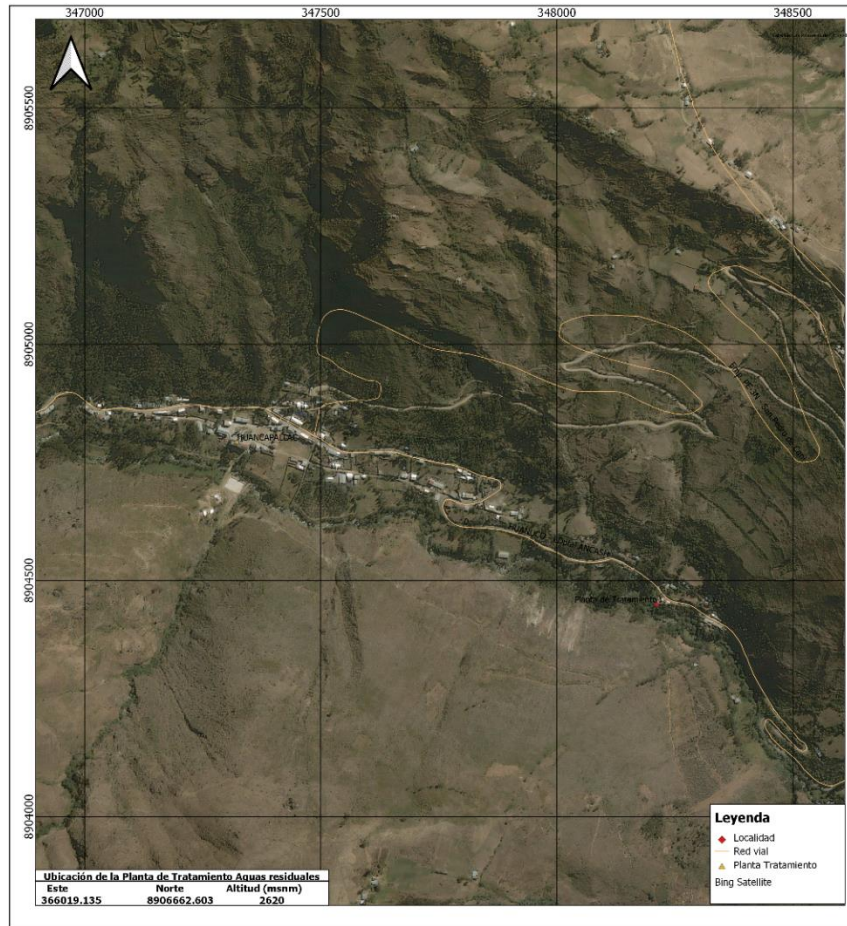 347000 347500 348000 348500
8905500
8905000
8904500
8904000
HUANCAPALLAC
Planta de Tratamiento
Leyenda
Localidad
Red vial
Planta Tratamiento
Bing Satellite
Ubicación de la Planta de Tratamiento Aguas residuales
Este Norte Altitud (msnm)
366019.135 8906662.603 2620